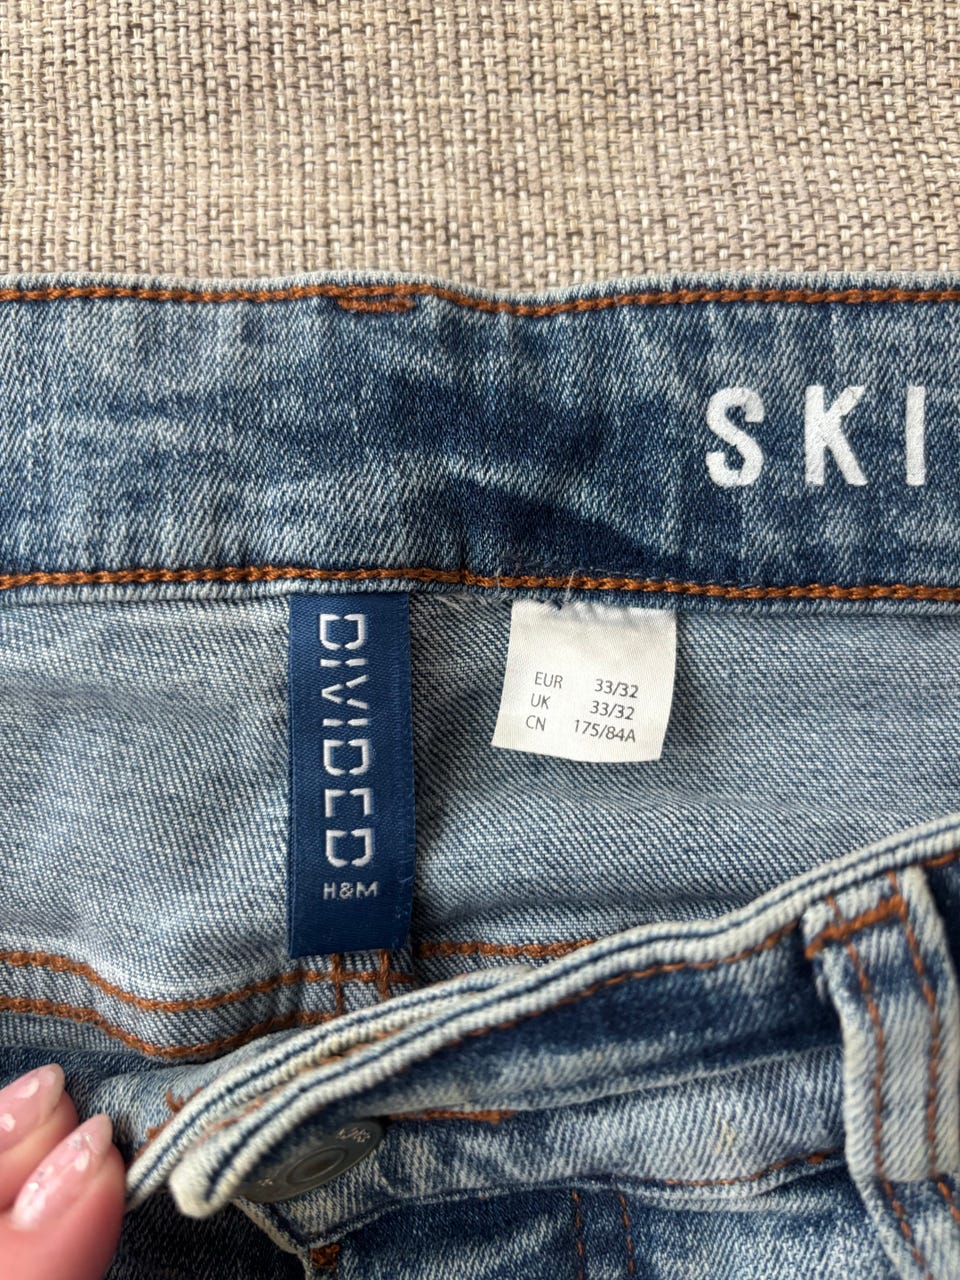 SKI
DIVIDED
H&M
EUR 33/32
UK 33/32
CN 175/84A